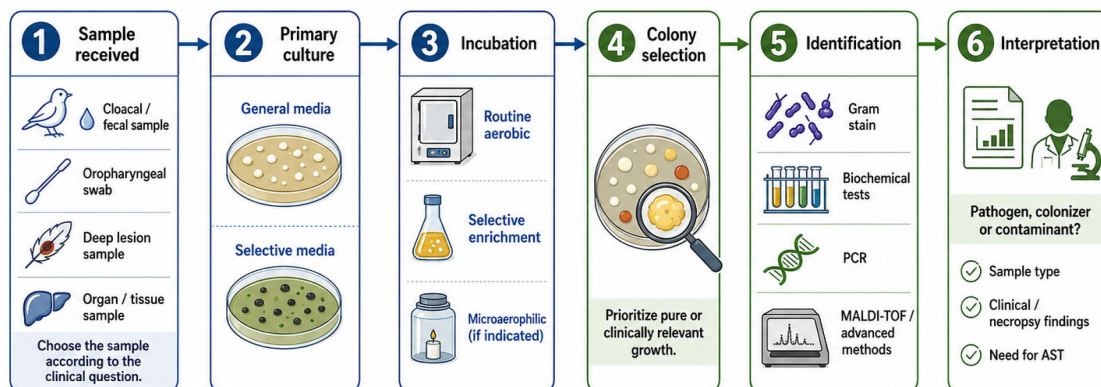 1
Sample
received
Cloacal /
fecal sample
Oropharyngeal
swab
Deep lesion
sample
Organ / tissue
sample
Choose the sample
according to the
clinical question.
2
Primary
culture
General media
Selective media
3
Incubation
Routine
aerobic
Selective
enrichment
Microaerophilic
(if indicated)
4
Colony
selection
Prioritize pure or
clinically relevant
growth.
5
Identification
Gram
stain
Biochemical
tests
PCR
MALDI-TOF /
advanced
methods
6
Interpretation
Pathogen, colonizer
or contaminant?
Sample type
Clinical /
necropsy findings
Need for AST